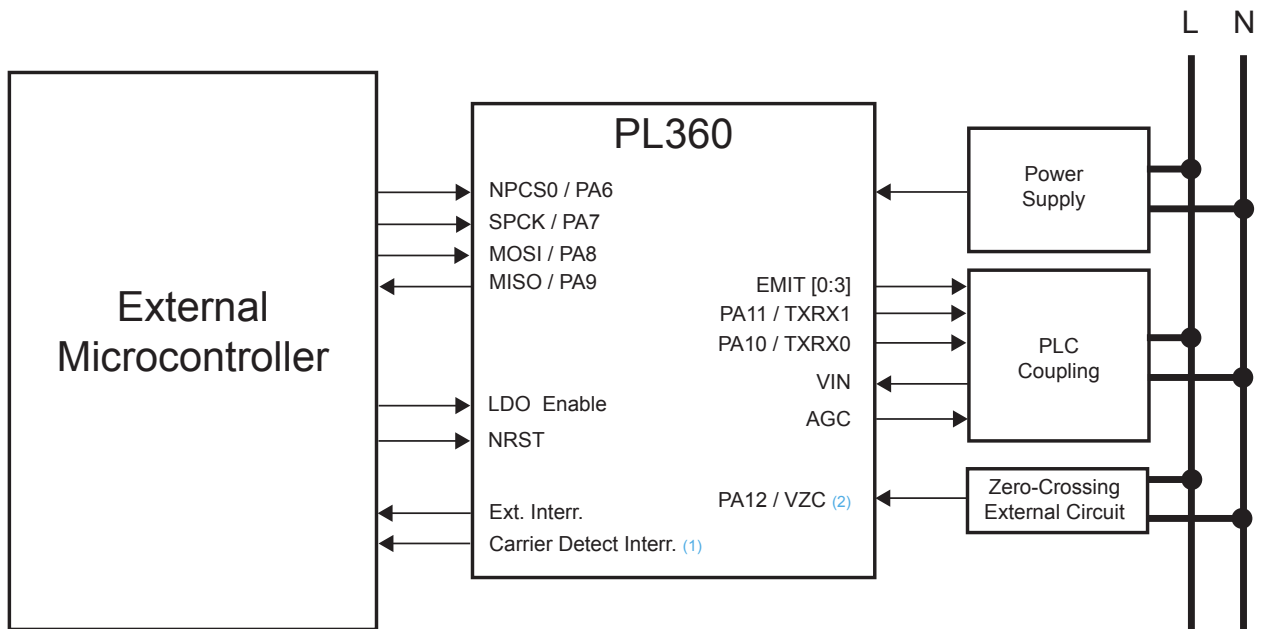 L N
PL360
External
Microcontroller
NPCS0 / PA6
SPCK / PA7
MOSI / PA8
MISO / PA9
LDO Enable
NRST
Ext. Interr.
Carrier Detect Interr. (1)
EMIT [0:3]
PA11 / TXRX1
PA10 / TXRX0
VIN
AGC
PA12 / VZC (2)
Power
Supply
PLC
Coupling
Zero-Crossing
External Circuit